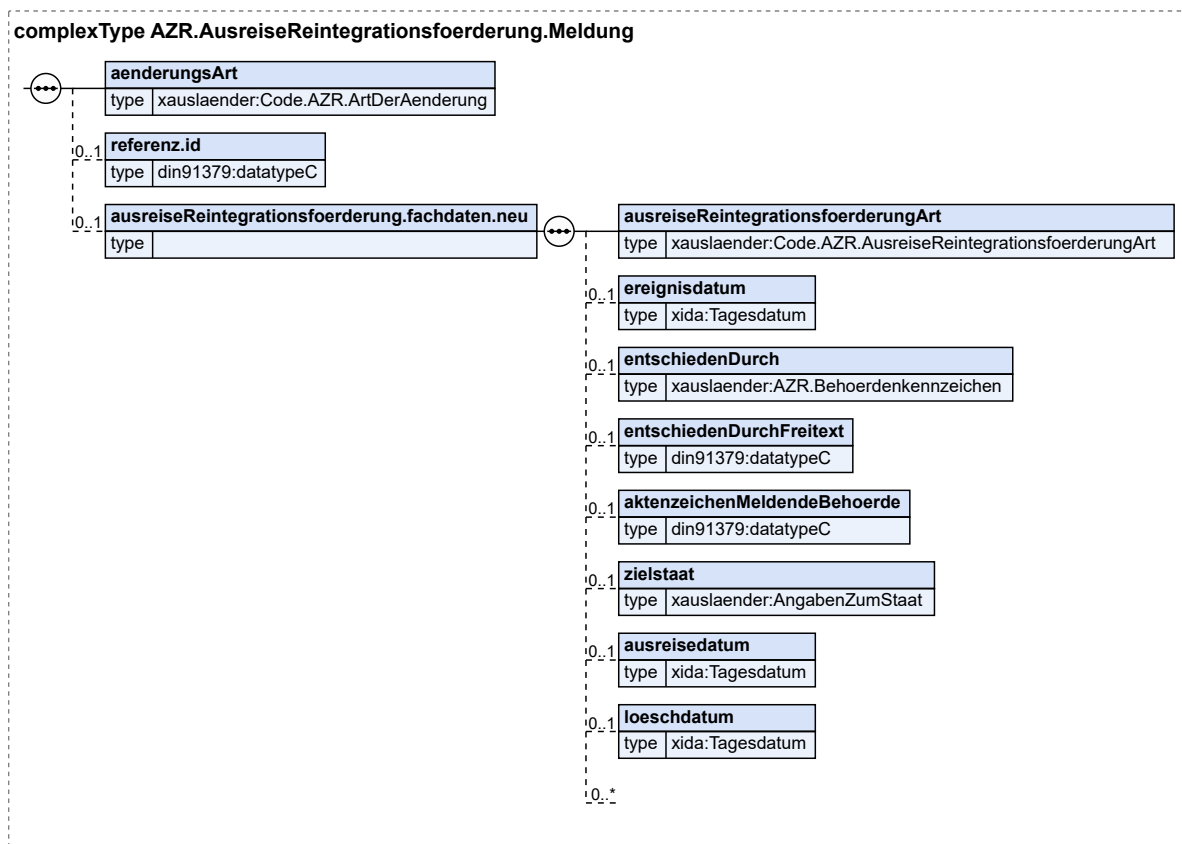 complexType AZR.AusreiseReintegrationsfoerderung.Meldung
aenderungsArt
type xauslaender:Code.AZR.ArtDerAenderung
0..1 referenz.id
type din91379:datatypeC
0..1 ausreiseReintegrationsfoerderung.fachdaten.neu
type
ausreiseReintegrationsfoerderungArt
type xauslaender:Code.AZR.AusreiseReintegrationsfoerderungArt
0..1 ereignisdatum
type xida:Tagesdatum
0..1 entschiedenDurch
type xauslaender:AZR.Behoerdenkennzeichen
0..1 entschiedenDurchFreitext
type din91379:datatypeC
0..1 aktenzeichenMeldendeBehoerde
type din91379:datatypeC
0..1 zielstaat
type xauslaender:AngabenZumStaat
0..1 ausreisedatum
type xida:Tagesdatum
0..1 loeschdatum
type xida:Tagesdatum
0..*